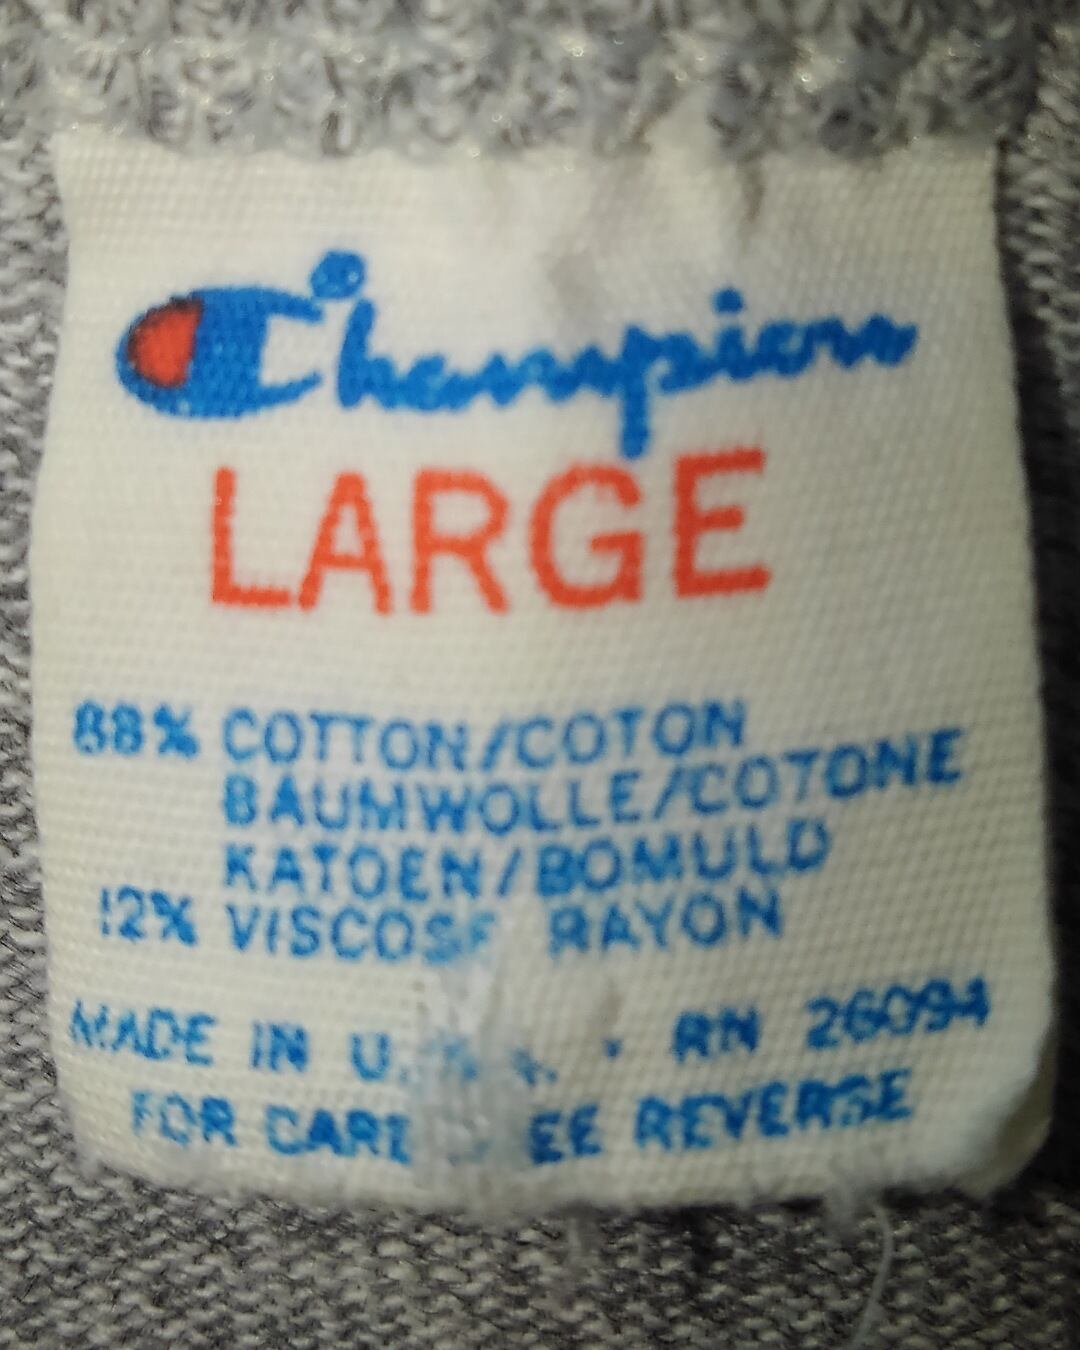 Champion
LARGE
88% COTTON/COTON
BAUMWOLLE/COTONE
KATOEN/BOMULD
12% VISCOSE RAYON
MADE IN U.S.A. • RN 26094
FOR CARE SEE REVERSE